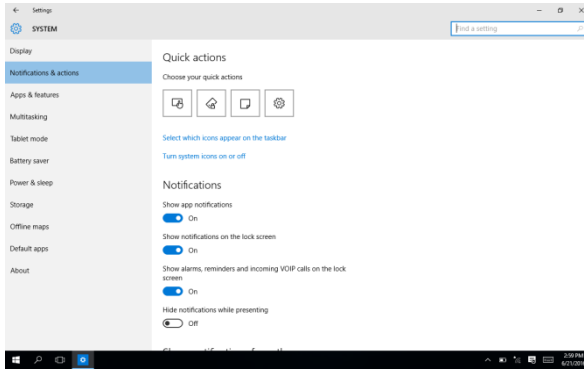 Settings
SYSTEM
Find a setting
Display
Notifications & actions
Apps & features
Multitasking
Tablet mode
Battery saver
Power & sleep
Storage
Offline maps
Default apps
About
Quick actions
Choose your quick actions
Select which icons appear on the taskbar
Turn system icons on or off
Notifications
Show app notifications
On
Show notifications on the lock screen
On
Show alarms, reminders and incoming VOIP calls on the lock
screen
On
Hide notifications while presenting
Off
2:59 PM